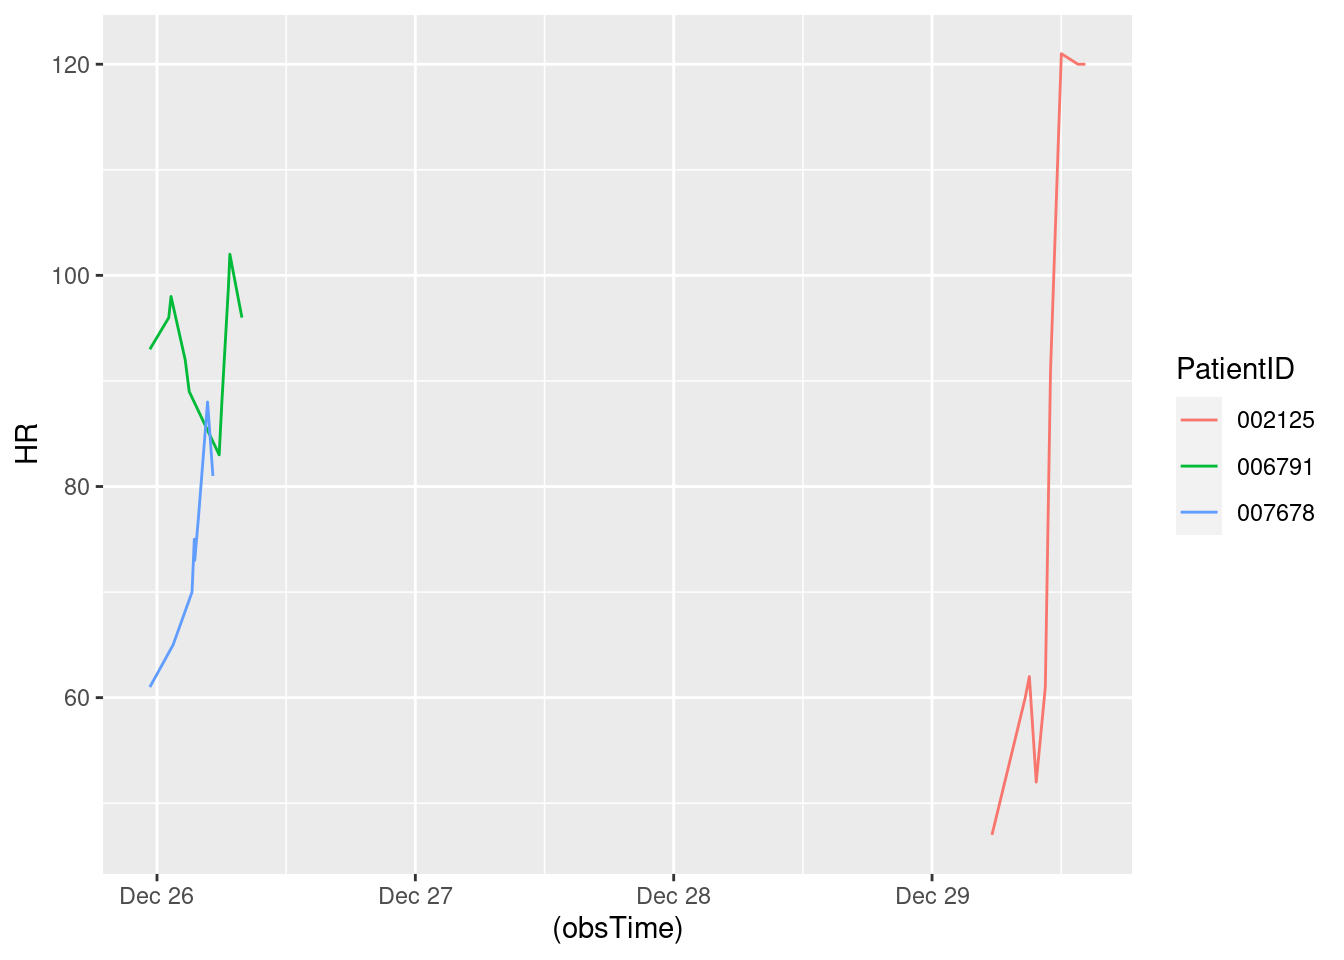 120
100
80
60
HR
Dec 26
Dec 27
Dec 28
Dec 29
(obsTime)
PatientID
002125
006791
007678